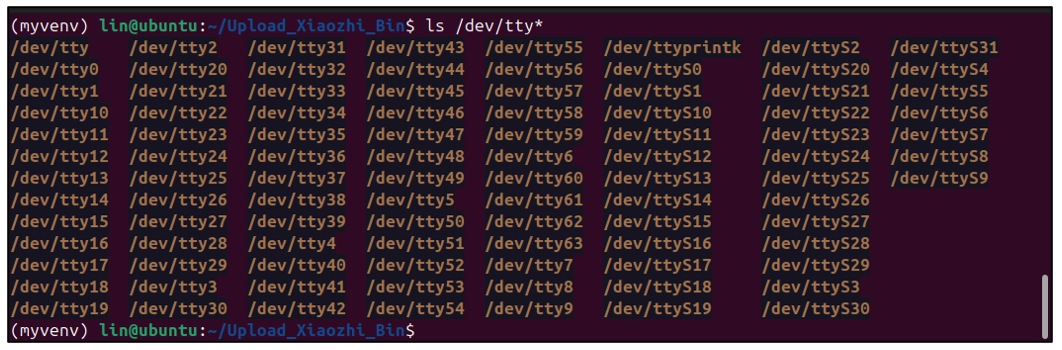 (myvenv) lin@ubuntu:~/Upload_Xiaozhi_Bin$ ls /dev/tty*
/dev/tty /dev/tty2 /dev/tty31 /dev/tty43 /dev/tty55 /dev/ttyprintk /dev/ttyS2 /dev/ttyS31
/dev/tty0 /dev/tty20 /dev/tty32 /dev/tty44 /dev/tty56 /dev/ttyS0 /dev/ttyS20 /dev/ttyS4
/dev/tty1 /dev/tty21 /dev/tty33 /dev/tty45 /dev/tty57 /dev/ttyS1 /dev/ttyS21 /dev/ttyS5
/dev/tty10 /dev/tty22 /dev/tty34 /dev/tty46 /dev/tty58 /dev/ttyS10 /dev/ttyS22 /dev/ttyS6
/dev/tty11 /dev/tty23 /dev/tty35 /dev/tty47 /dev/tty59 /dev/ttyS11 /dev/ttyS23 /dev/ttyS7
/dev/tty12 /dev/tty24 /dev/tty36 /dev/tty48 /dev/tty6 /dev/ttyS12 /dev/ttyS24 /dev/ttyS8
/dev/tty13 /dev/tty25 /dev/tty37 /dev/tty49 /dev/tty60 /dev/ttyS13 /dev/ttyS25 /dev/ttyS9
/dev/tty14 /dev/tty26 /dev/tty38 /dev/tty5 /dev/tty61 /dev/ttyS14 /dev/ttyS26
/dev/tty15 /dev/tty27 /dev/tty39 /dev/tty50 /dev/tty62 /dev/ttyS15 /dev/ttyS27
/dev/tty16 /dev/tty28 /dev/tty4 /dev/tty51 /dev/tty63 /dev/ttyS16 /dev/ttyS28
/dev/tty17 /dev/tty29 /dev/tty40 /dev/tty52 /dev/tty7 /dev/ttyS17 /dev/ttyS29
/dev/tty18 /dev/tty3 /dev/tty41 /dev/tty53 /dev/tty8 /dev/ttyS18 /dev/ttyS3
/dev/tty19 /dev/tty30 /dev/tty42 /dev/tty54 /dev/tty9 /dev/ttyS19 /dev/ttyS30
(myvenv) lin@ubuntu:~/Upload_Xiaozhi_Bin$